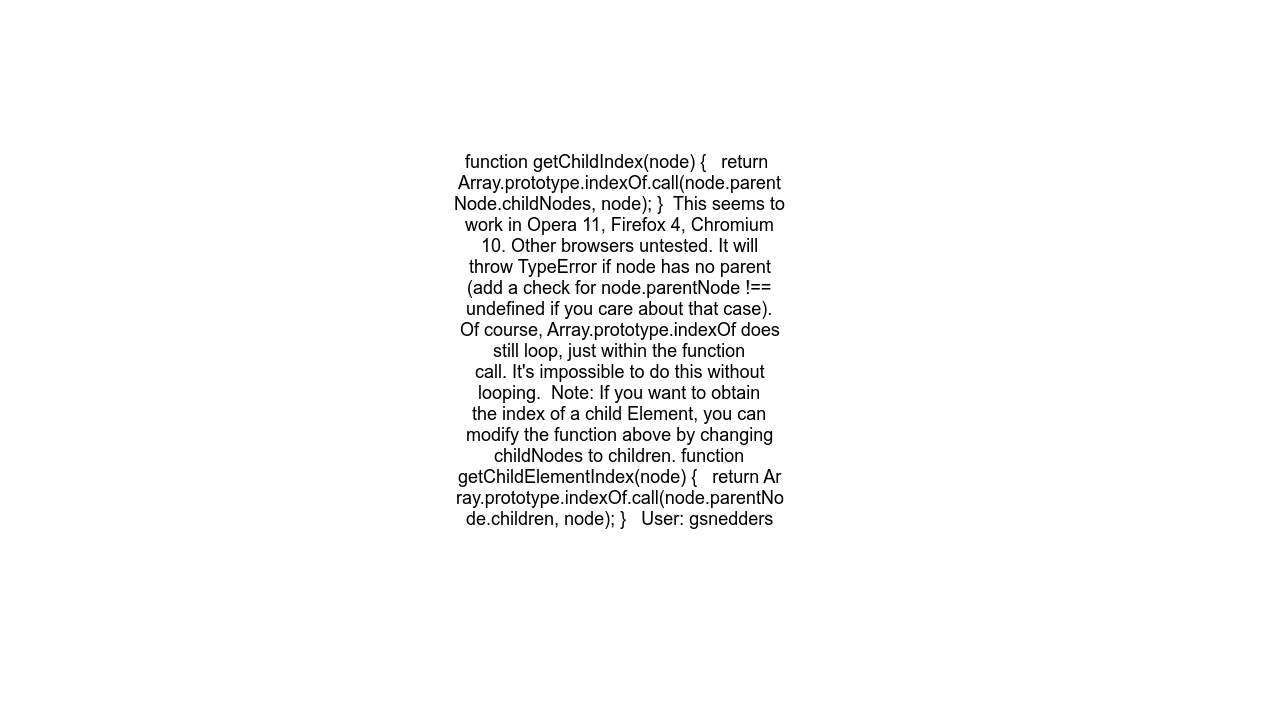 function getChildIndex(node) {   return
Array.prototype.indexOf.call(node.parent
Node.childNodes, node); }  This seems to
work in Opera 11, Firefox 4, Chromium
10. Other browsers untested. It will
throw TypeError if node has no parent
(add a check for node.parentNode !==
undefined if you care about that case).
Of course, Array.prototype.indexOf does
still loop, just within the function
call. It's impossible to do this without
looping.  Note: If you want to obtain
the index of a child Element, you can
modify the function above by changing
childNodes to children. function
getChildElementIndex(node) {   return Ar
ray.prototype.indexOf.call(node.parentNo
de.children, node); }   User: gsnedders